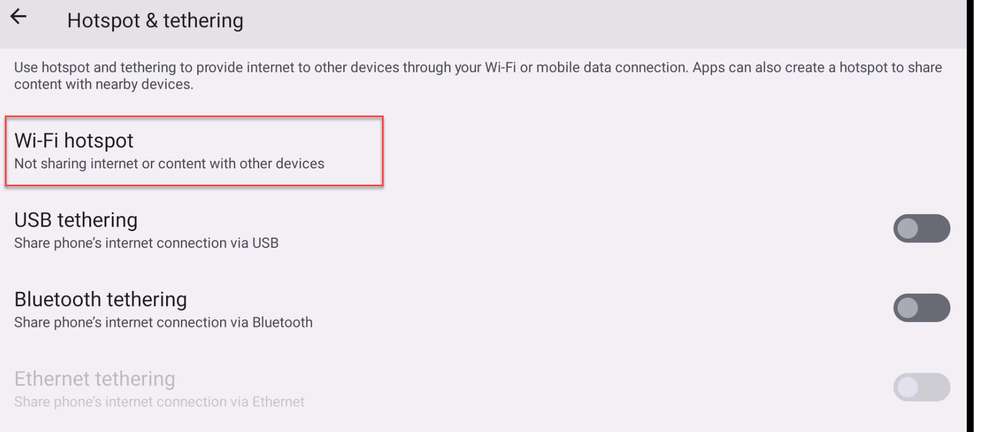 Hotspot & tethering
Use hotspot and tethering to provide internet to other devices through your Wi-Fi or mobile data connection. Apps can also create a hotspot to share
content with nearby devices.
Wi-Fi hotspot
Not sharing internet or content with other devices
USB tethering
Share phone’s internet connection via USB
Bluetooth tethering
Share phone’s internet connection via Bluetooth
Ethernet tethering
Share phone’s internet connection via Ethernet